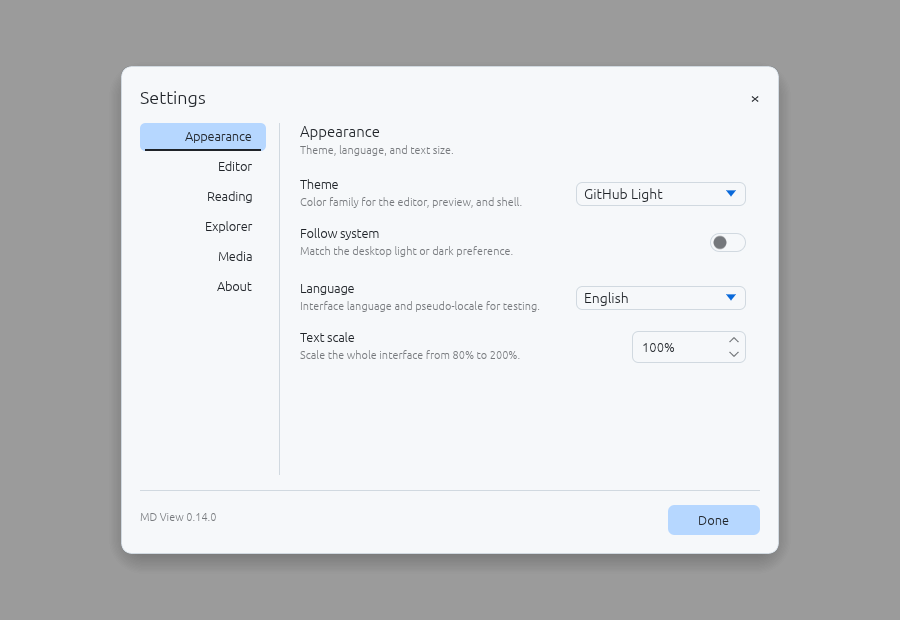 Settings
×
Appearance
Editor
Reading
Explorer
Media
About
Appearance
Theme, language, and text size.
Theme
Color family for the editor, preview, and shell.
GitHub Light
Follow system
Match the desktop light or dark preference.
Language
Interface language and pseudo-locale for testing.
English
Text scale
Scale the whole interface from 80% to 200%.
100%
MD View 0.14.0
Done